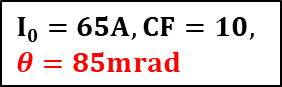 I₀ = 65A, CF = 10,
θ = 85mrad